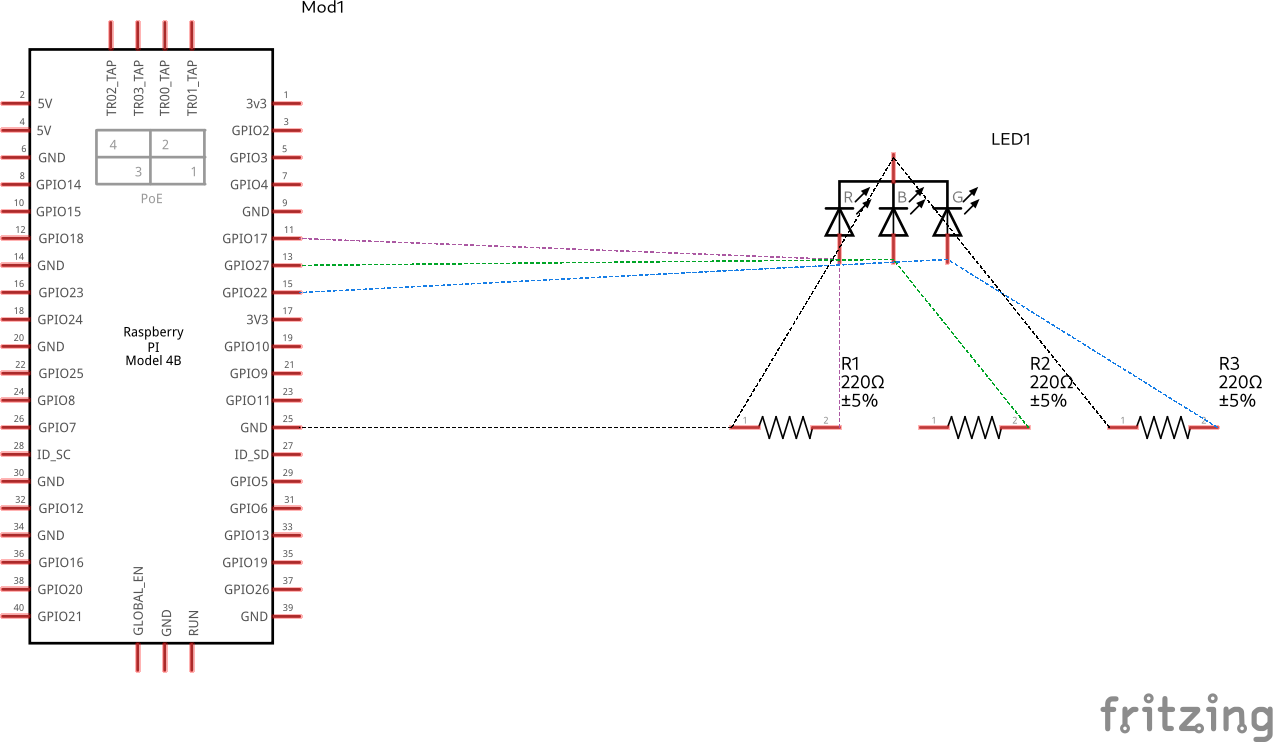 Mod1
TR02_TAP
TR03_TAP
TR00_TAP
TR01_TAP
2 5V 3v3 1
4 5V GPIO2 3
6 GND GPIO3 5
8 GPIO14 GPIO4 7
10 GPIO15 GND 9
12 GPIO18 GPIO17 11
14 GND GPIO27 13
16 GPIO23 GPIO22 15
18 GPIO24 3V3 17
20 GND GPIO10 19
22 GPIO25 GPIO9 21
24 GPIO8 GPIO11 23
26 GPIO7 GND 25
28 ID_SC ID_SD 27
30 GND GPIO5 29
32 GPIO12 GPIO6 31
34 GND GPIO13 33
36 GPIO16 GPIO19 35
38 GPIO20 GPIO26 37
40 GPIO21 GND 39
4 2
3 1
PoE
Raspberry
PI
Model 4B
GLOBAL_EN
GND
RUN
LED1
R B G
R1
220Ω
±5%
1 2
R2
220Ω
±5%
1 2
R3
220Ω
±5%
1 2
fritzing